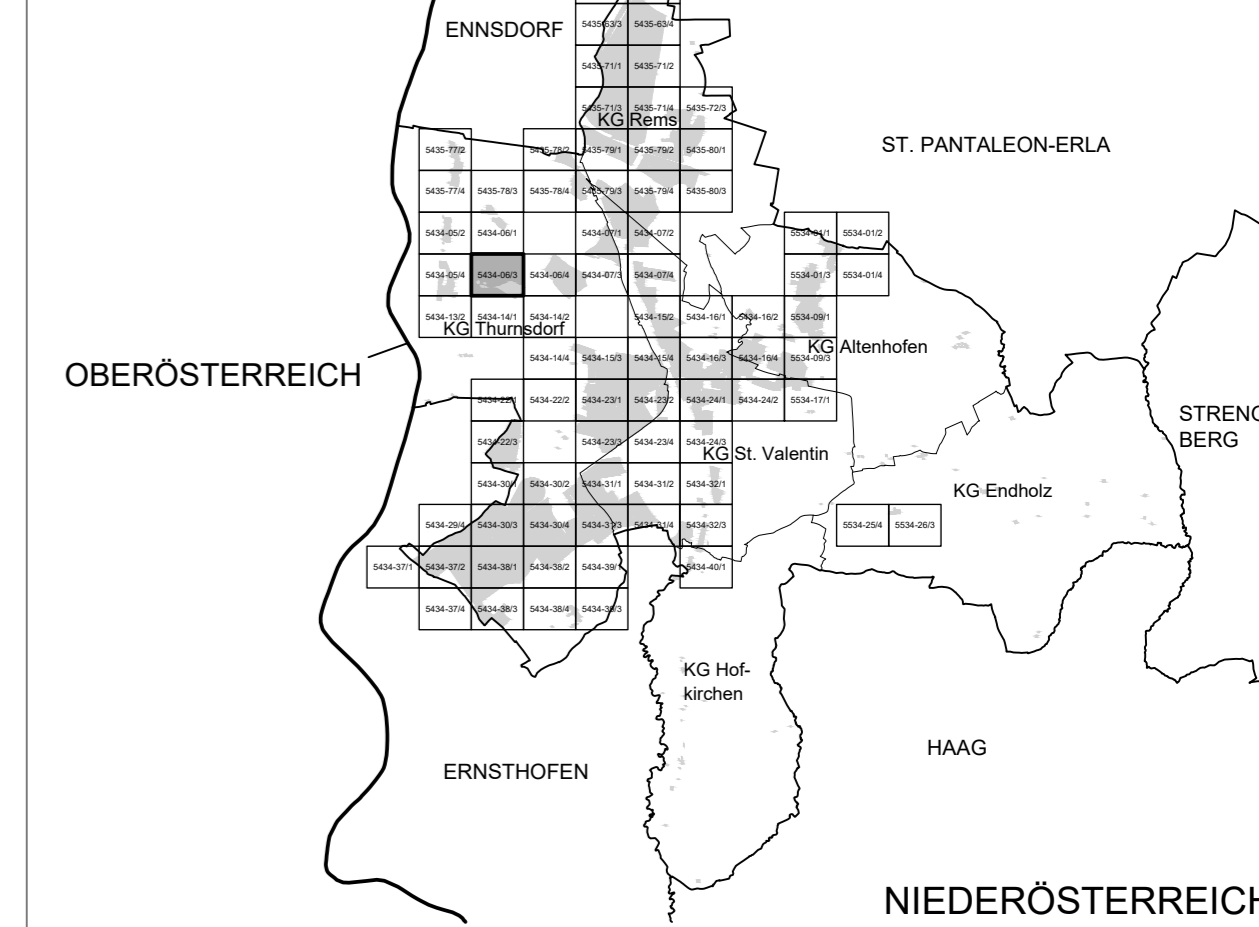 ENNSDORF
5435-63/3 5435-63/4
5435-71/1 5435-71/2
5435-71/3 5435-71/4 5435-72/3
KG Rems
ST. PANTALEON-ERLA
5435-77/2 5435-78/2 5435-79/1 5435-79/2 5435-80/1
5435-77/4 5435-78/3 5435-78/4 5435-79/3 5435-79/4 5435-80/3
5434-05/2 5434-06/1 5434-07/1 5434-07/2 5534-01/1 5534-01/2
5434-05/4 5434-06/3 5434-06/4 5434-07/3 5434-07/4 5534-01/3 5534-01/4
5434-13/2 5434-14/1 5434-14/2 5434-15/2 5434-16/1 5434-16/2 5534-09/1
KG Thurnsdorf
KG Altenhofen
5434-14/4 5434-15/3 5434-15/4 5434-16/3 5434-16/4 5534-09/3
OBERÖSTERREICH
5434-22/1 5434-22/2 5434-23/1 5434-23/2 5434-24/1 5434-24/2 5534-17/1
STRENG
BERG
5434-22/3 5434-23/3 5434-23/4 5434-24/3
KG St. Valentin
5434-30/1 5434-30/2 5434-31/1 5434-31/2 5434-32/1
KG Endholz
5434-29/4 5434-30/3 5434-30/4 5434-31/3 5434-31/4 5434-32/3 5534-25/4 5534-26/3
5434-37/1 5434-37/2 5434-38/1 5434-38/2 5434-39/1 5434-40/1
5434-37/4 5434-38/3 5434-38/4 5434-39/3
KG Hof-
kirchen
HAAG
ERNSTHOFEN
NIEDERÖSTERREICH